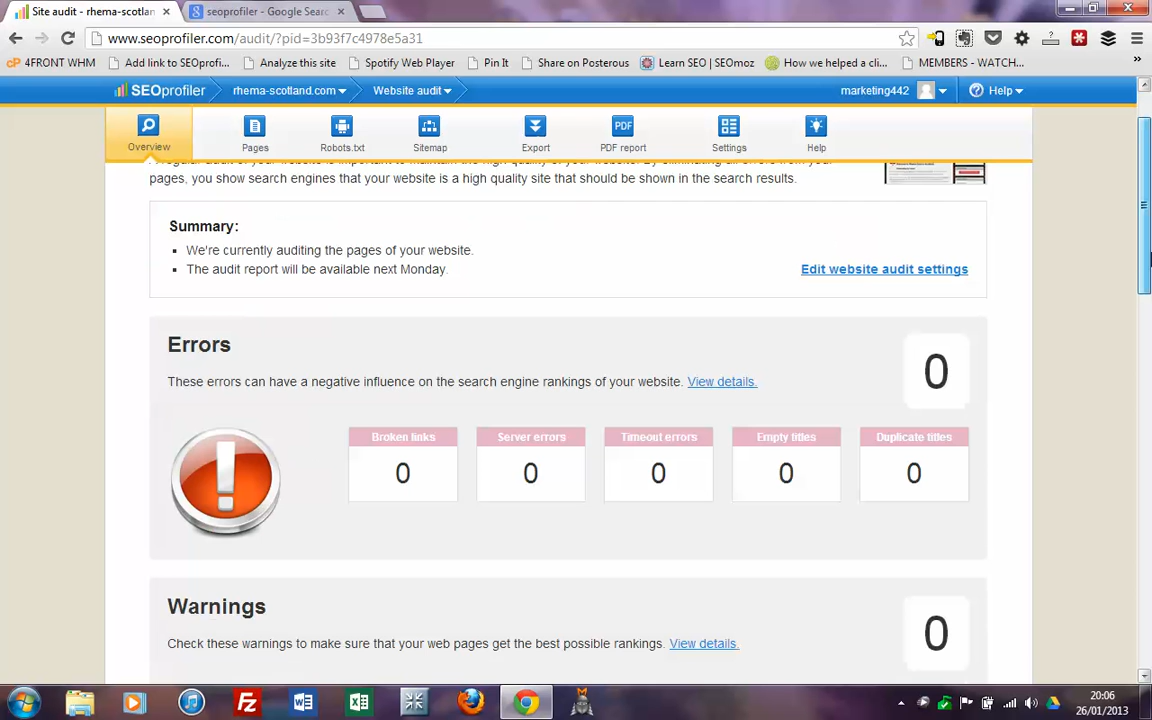 Site audit - rhema-scotlan
seoprofiler - Google Searc
www.seoprofiler.com/audit/?pid=3b93f7c4978e5a31
4FRONT WHM
Add link to SEOprofi...
Analyze this site
Spotify Web Player
Pin It
Share on Posterous
Learn SEO | SEOmoz
How we helped a cli...
MEMBERS - WATCH...
SEOprofiler
rhema-scotland.com
Website audit
marketing442
Help
Overview
Pages
Robots.txt
Sitemap
Export
PDF
PDF report
Settings
Help
pages, you show search engines that your website is a high quality site that should be shown in the search results.
Summary:
We're currently auditing the pages of your website.
The audit report will be available next Monday.
Edit website audit settings
Errors
0
These errors can have a negative influence on the search engine rankings of your website. View details.
Broken links
Server errors
Timeout errors
Empty titles
Duplicate titles
0
0
0
0
0
Warnings
0
Check these warnings to make sure that your web pages get the best possible rankings. View details.
20:06
26/01/2013